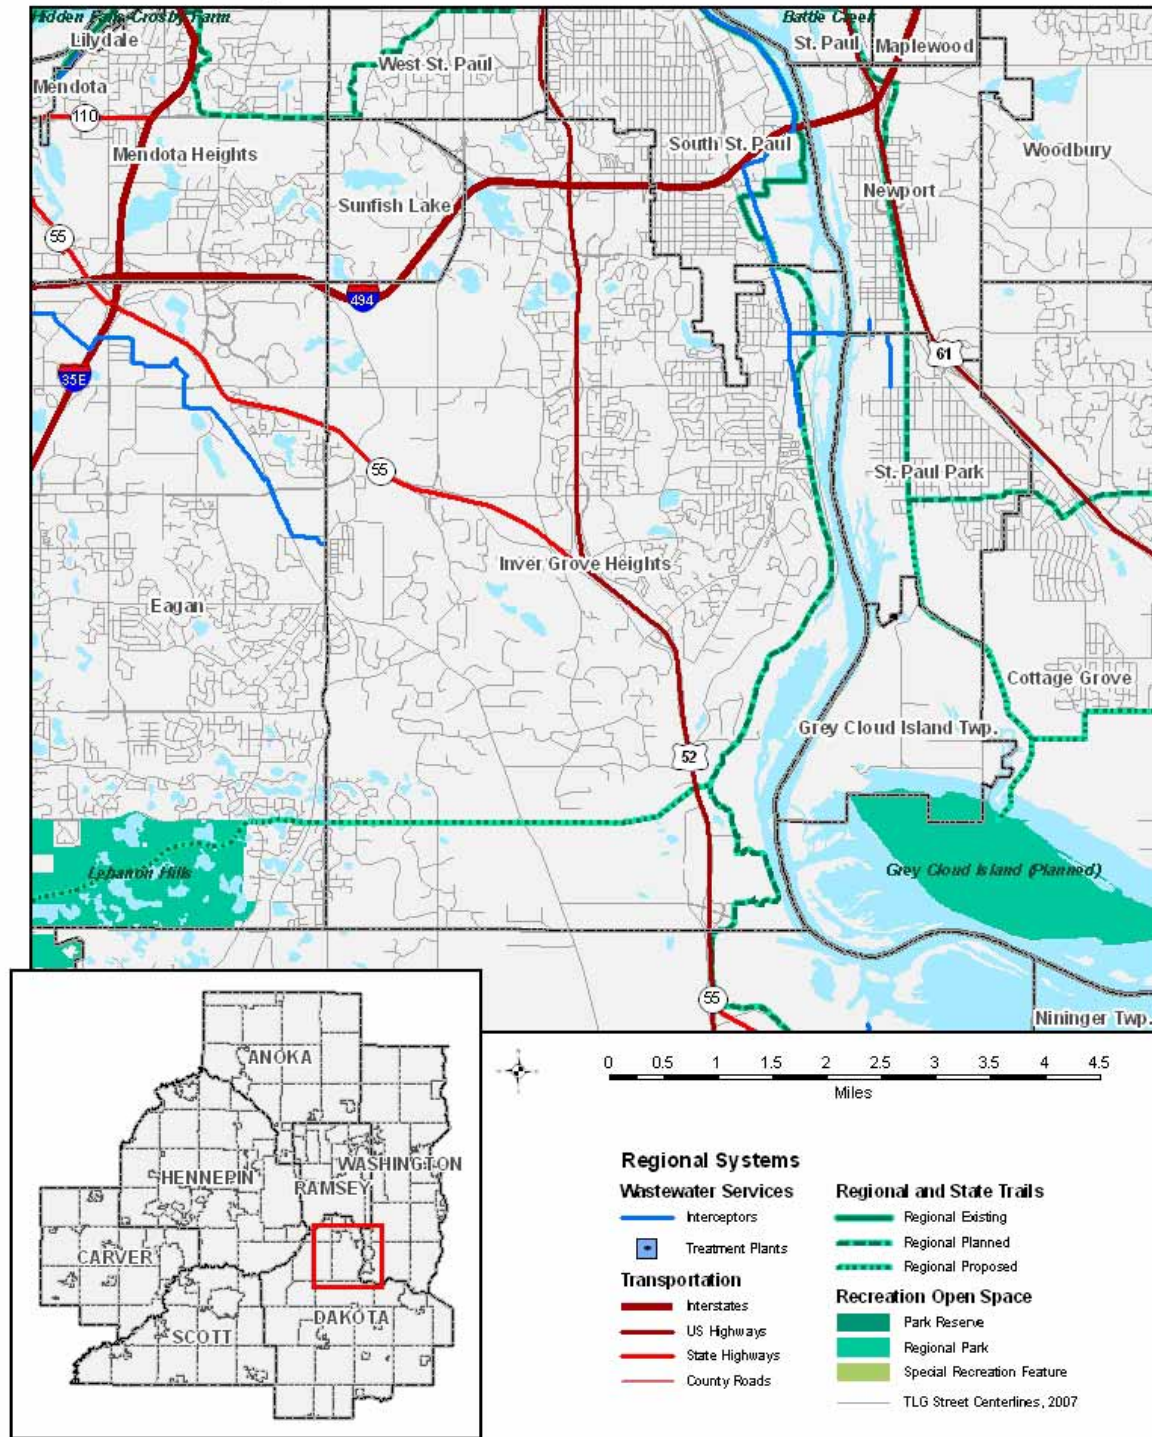 Hidden Falls-Crosby Farm
Battle Creek
Lilydale
St. Paul
Maplewood
West St. Paul
Mendota
110
South St. Paul
Mendota Heights
Woodbury
Newport
Sunfish Lake
55
494
61
35E
55
St. Paul Park
Inver Grove Heights
Eagan
Cottage Grove
Grey Cloud Island Twp.
52
Lebanon Hills
Grey Cloud Island (Planned)
55
Nininger Twp.
ANOKA
HENNEPIN
WASHINGTON
RAMSEY
CARVER
DAKOTA
SCOTT
0 0.5 1 1.5 2 2.5 3 3.5 4 4.5
Miles
Regional Systems
Wastewater Services
Interceptors
Treatment Plants
Transportation
Interstates
US Highways
State Highways
County Roads
Regional and State Trails
Regional Existing
Regional Planned
Regional Proposed
Recreation Open Space
Park Reserve
Regional Park
Special Recreation Feature
TLG Street Centerlines, 2007